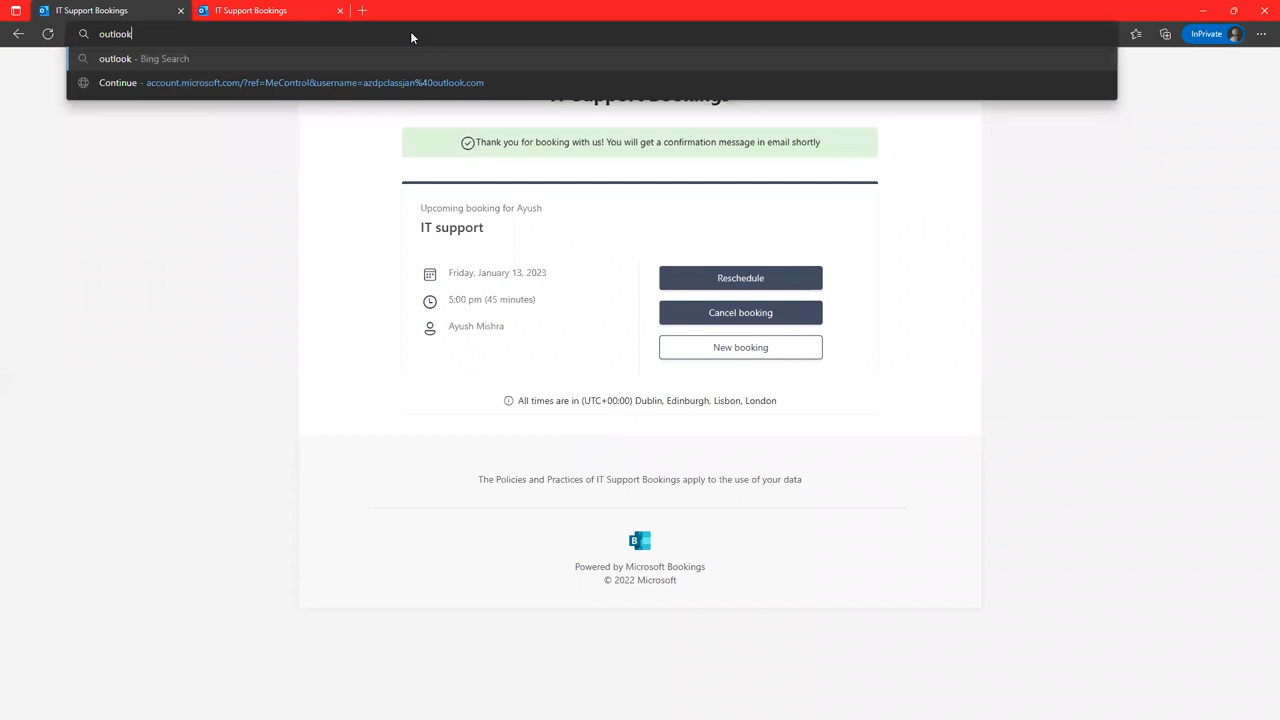 IT Support Bookings
IT Support Bookings
outlook
InPrivate
outlook - Bing Search
Continue - account.microsoft.com/?ref=MeControl&username=azdpclassjan%40outlook.com
IT Support Bookings
Thank you for booking with us! You will get a confirmation message in email shortly
Upcoming booking for Ayush
IT support
Friday, January 13, 2023
Reschedule
5:00 pm (45 minutes)
Cancel booking
Ayush Mishra
New booking
All times are in (UTC+00:00) Dublin, Edinburgh, Lisbon, London
The Policies and Practices of IT Support Bookings apply to the use of your data
B
Powered by Microsoft Bookings
© 2022 Microsoft